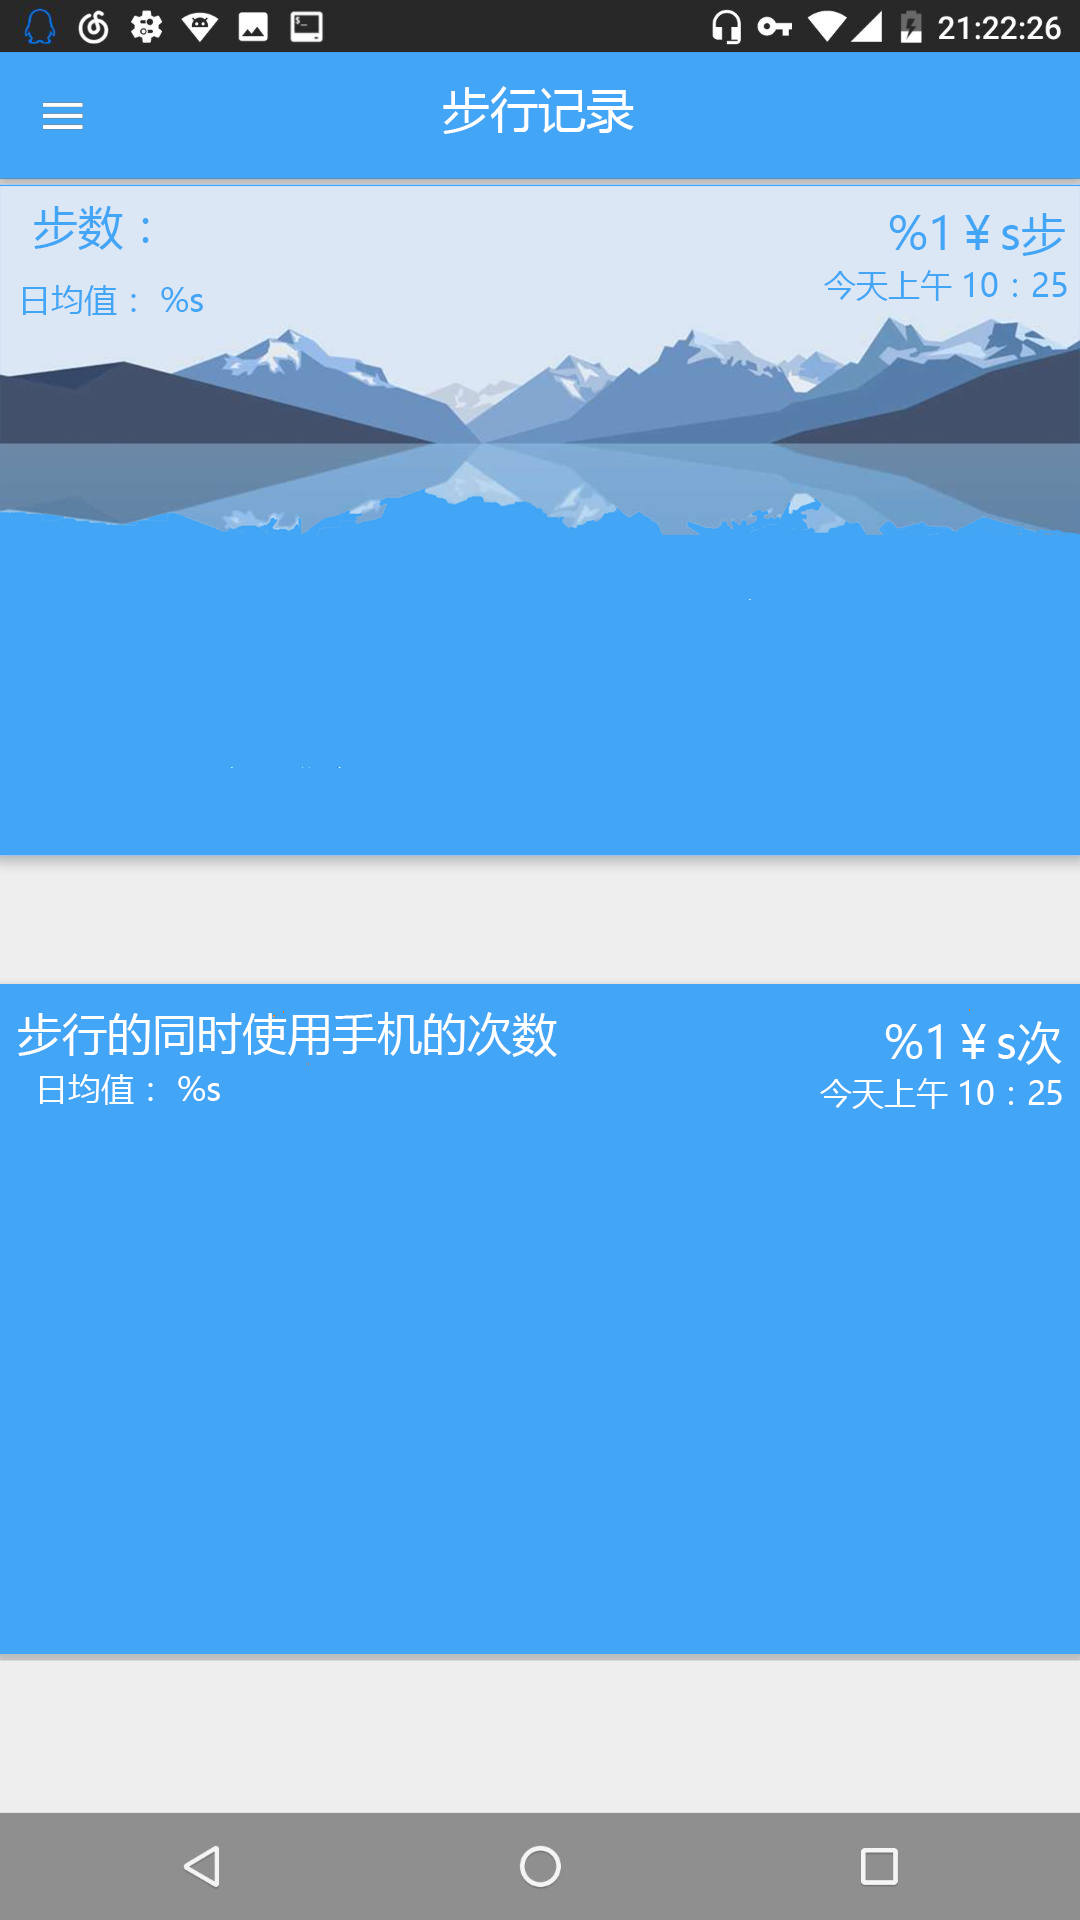 21:22:26
步行记录
步数：
%1￥s步
日均值： %s
今天上午 10：25
步行的同时使用手机的次数
%1￥s次
日均值： %s
今天上午 10：25